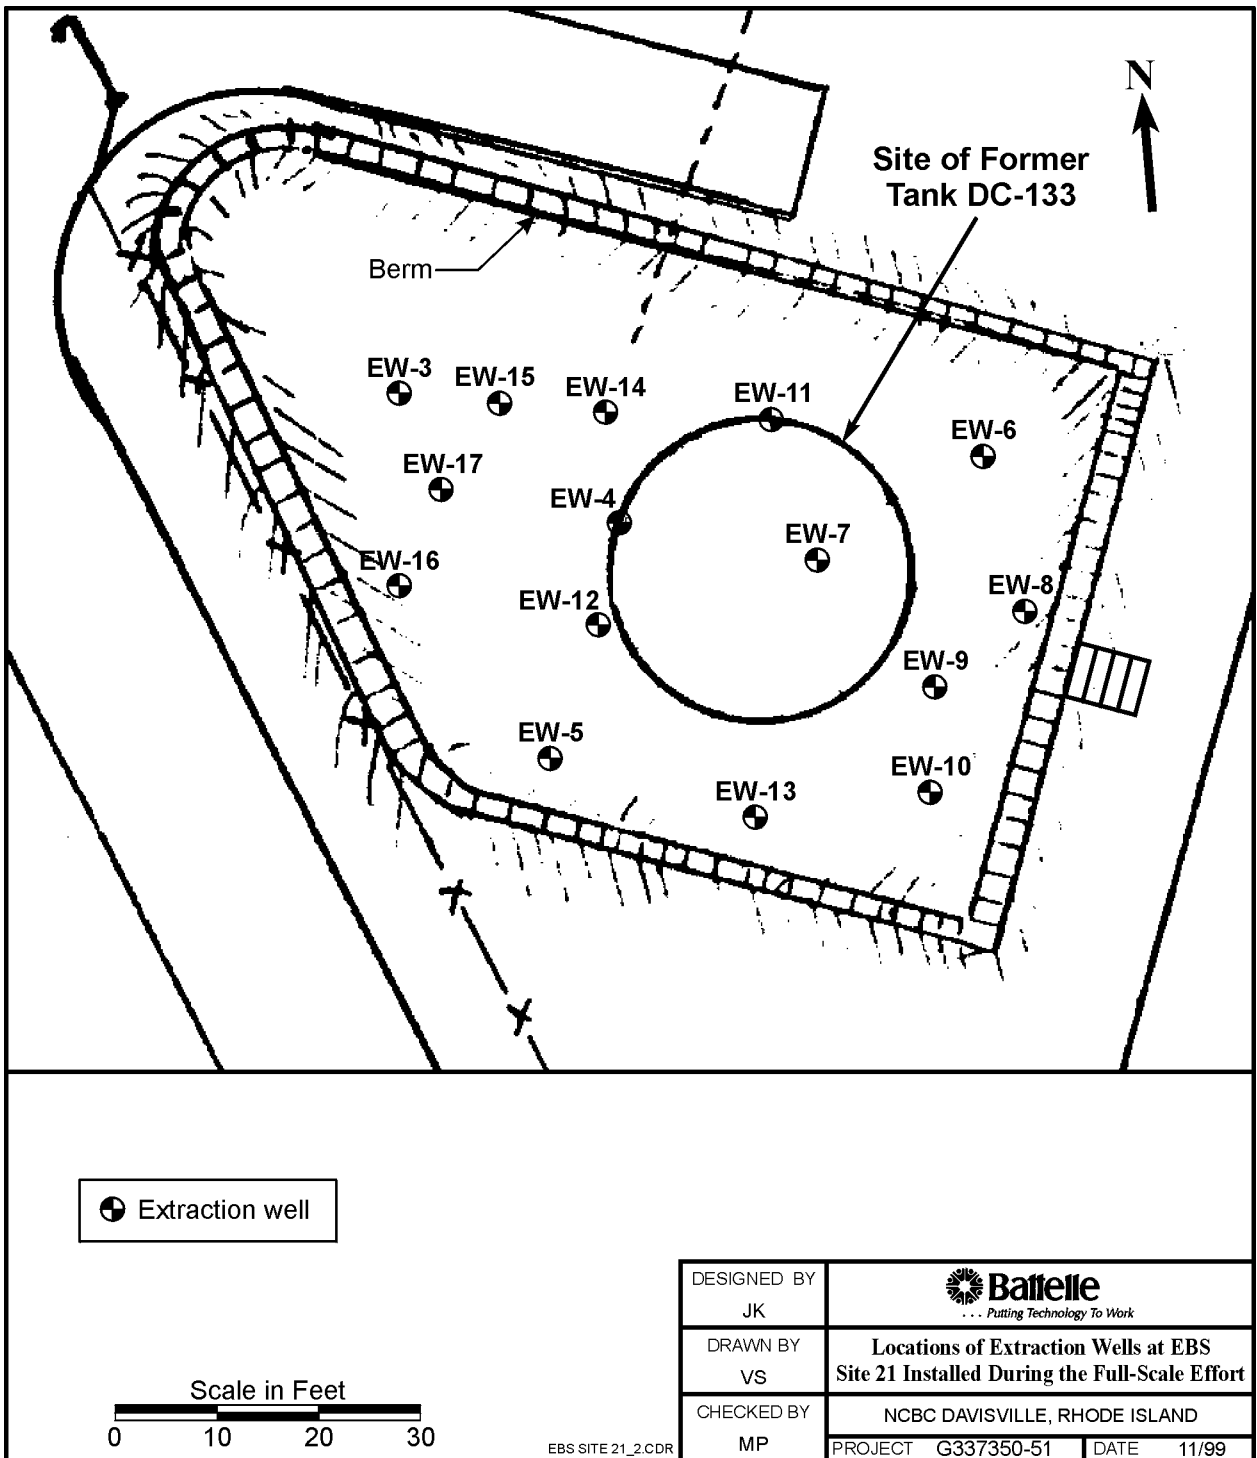 N
Site of Former
Tank DC-133
Berm
EW-3
EW-15
EW-14
EW-11
EW-6
EW-17
EW-4
EW-7
EW-16
EW-12
EW-8
EW-9
EW-5
EW-13
EW-10
Extraction well
Scale in Feet
0 10 20 30
EBS SITE 21_2.CDR
DESIGNED BY
JK
Battelle
. . . Putting Technology To Work
DRAWN BY
VS
Locations of Extraction Wells at EBS
Site 21 Installed During the Full-Scale Effort
CHECKED BY
MP
NCBC DAVISVILLE, RHODE ISLAND
PROJECT G337350-51
DATE 11/99